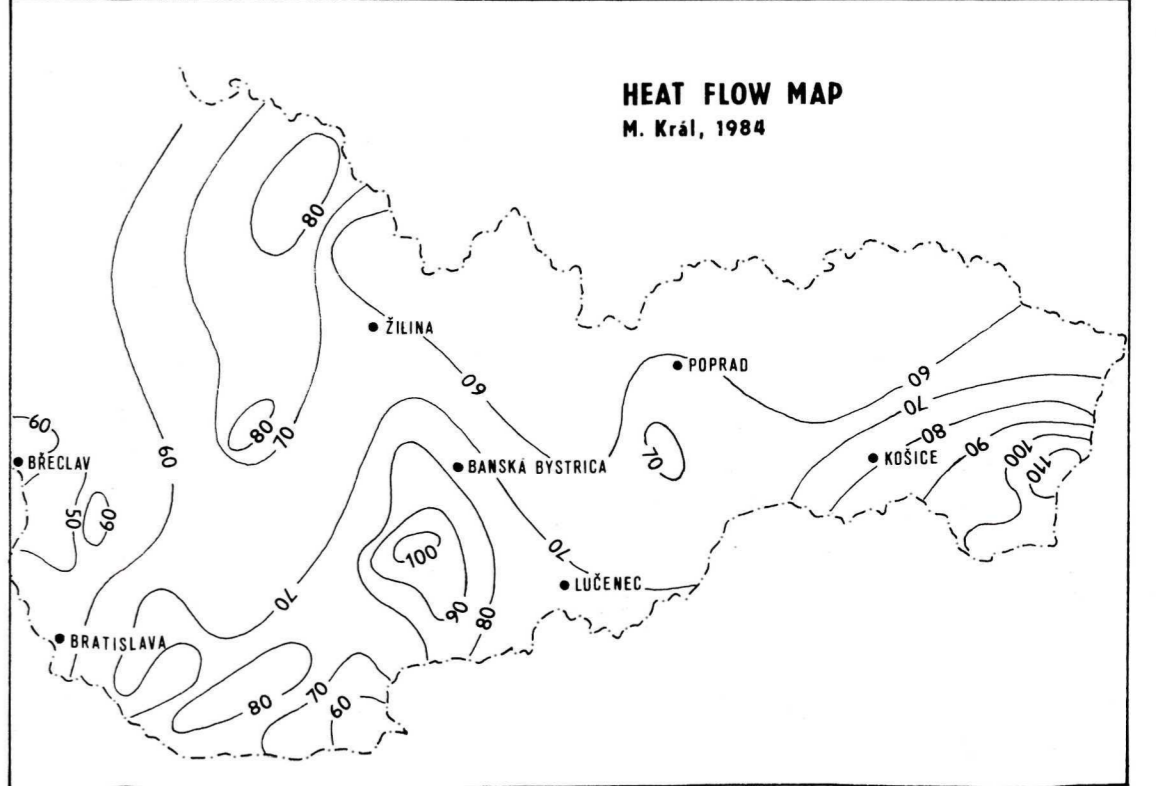 HEAT FLOW MAP
M. Král, 1984
80
ŽILINA
POPRAD
60
60
70
60
80
70
80
60
BŘECLAV
BANSKÁ BYSTRICA
70
KOŠICE
90
100
110
50
60
100
70
LUČENEC
70
90
80
BRATISLAVA
80
70
60